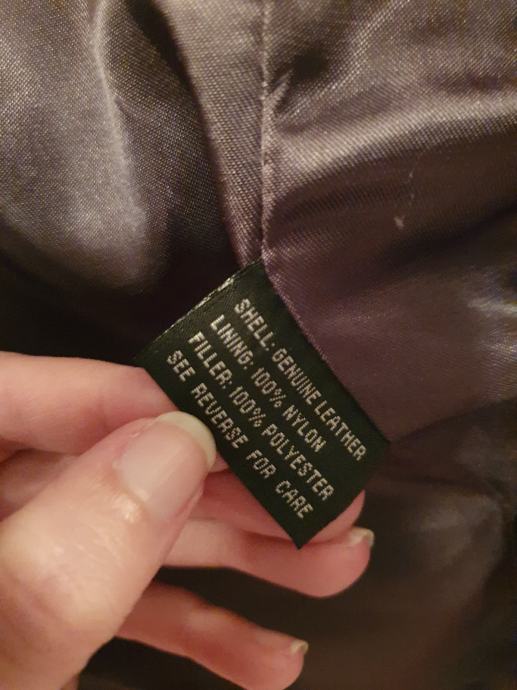 SHELL: GENUINE LEATHER
LINING: 100% NYLON
FILLER: 100% POLYESTER
SEE REVERSE FOR CARE